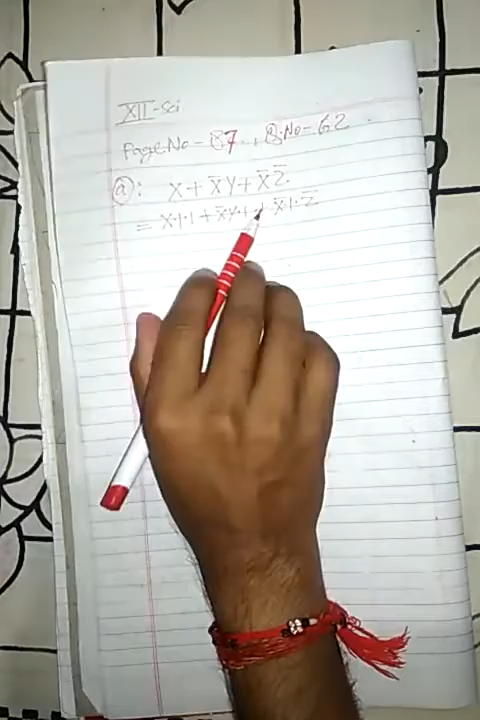 XII-Sci
Page No - 87, Q.No - 62
(a): X + X̅Y + X̅Z̅.
= X·1·1 + X̅Y·1 + X̅·1·Z̅